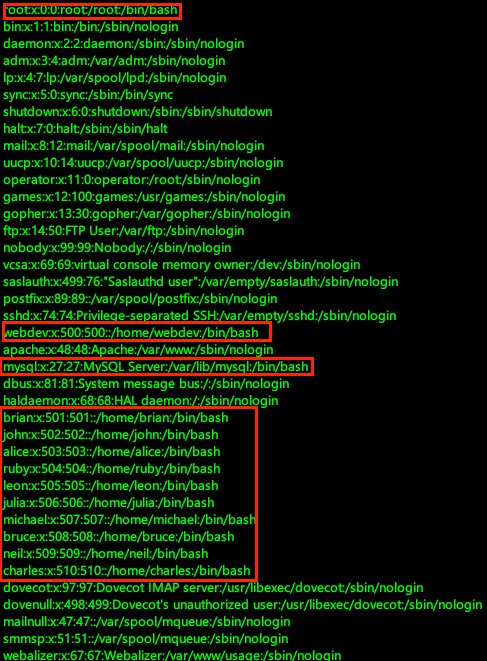 root:x:0:0:root:/root:/bin/bash
bin:x:1:1:bin:/bin:/sbin/nologin
daemon:x:2:2:daemon:/sbin:/sbin/nologin
adm:x:3:4:adm:/var/adm:/sbin/nologin
lp:x:4:7:lp:/var/spool/lpd:/sbin/nologin
sync:x:5:0:sync:/sbin:/bin/sync
shutdown:x:6:0:shutdown:/sbin:/sbin/shutdown
halt:x:7:0:halt:/sbin:/sbin/halt
mail:x:8:12:mail:/var/spool/mail:/sbin/nologin
uucp:x:10:14:uucp:/var/spool/uucp:/sbin/nologin
operator:x:11:0:operator:/root:/sbin/nologin
games:x:12:100:games:/usr/games:/sbin/nologin
gopher:x:13:30:gopher:/var/gopher:/sbin/nologin
ftp:x:14:50:FTP User:/var/ftp:/sbin/nologin
nobody:x:99:99:Nobody:/:/sbin/nologin
vcsa:x:69:69:virtual console memory owner:/dev:/sbin/nologin
saslauth:x:499:76:"Saslauthd user":/var/empty/saslauth:/sbin/nologin
postfix:x:89:89::/var/spool/postfix:/sbin/nologin
sshd:x:74:74:Privilege-separated SSH:/var/empty/sshd:/sbin/nologin
webdev:x:500:500::/home/webdev:/bin/bash
apache:x:48:48:Apache:/var/www:/sbin/nologin
mysql:x:27:27:MySQL Server:/var/lib/mysql:/bin/bash
dbus:x:81:81:System message bus:/:/sbin/nologin
haldaemon:x:68:68:HAL daemon:/:/sbin/nologin
brian:x:501:501::/home/brian:/bin/bash
john:x:502:502::/home/john:/bin/bash
alice:x:503:503::/home/alice:/bin/bash
ruby:x:504:504::/home/ruby:/bin/bash
leon:x:505:505::/home/leon:/bin/bash
julia:x:506:506::/home/julia:/bin/bash
michael:x:507:507::/home/michael:/bin/bash
bruce:x:508:508::/home/bruce:/bin/bash
neil:x:509:509::/home/neil:/bin/bash
charles:x:510:510::/home/charles:/bin/bash
dovecot:x:97:97:Dovecot IMAP server:/usr/libexec/dovecot:/sbin/nologin
dovenull:x:498:499:Dovecot's unauthorized user:/usr/libexec/dovecot:/sbin/nologin
mailnull:x:47:47::/var/spool/mqueue:/sbin/nologin
smmsp:x:51:51::/var/spool/mqueue:/sbin/nologin
webalizer:x:67:67:Webalizer:/var/www/usage:/sbin/nologin